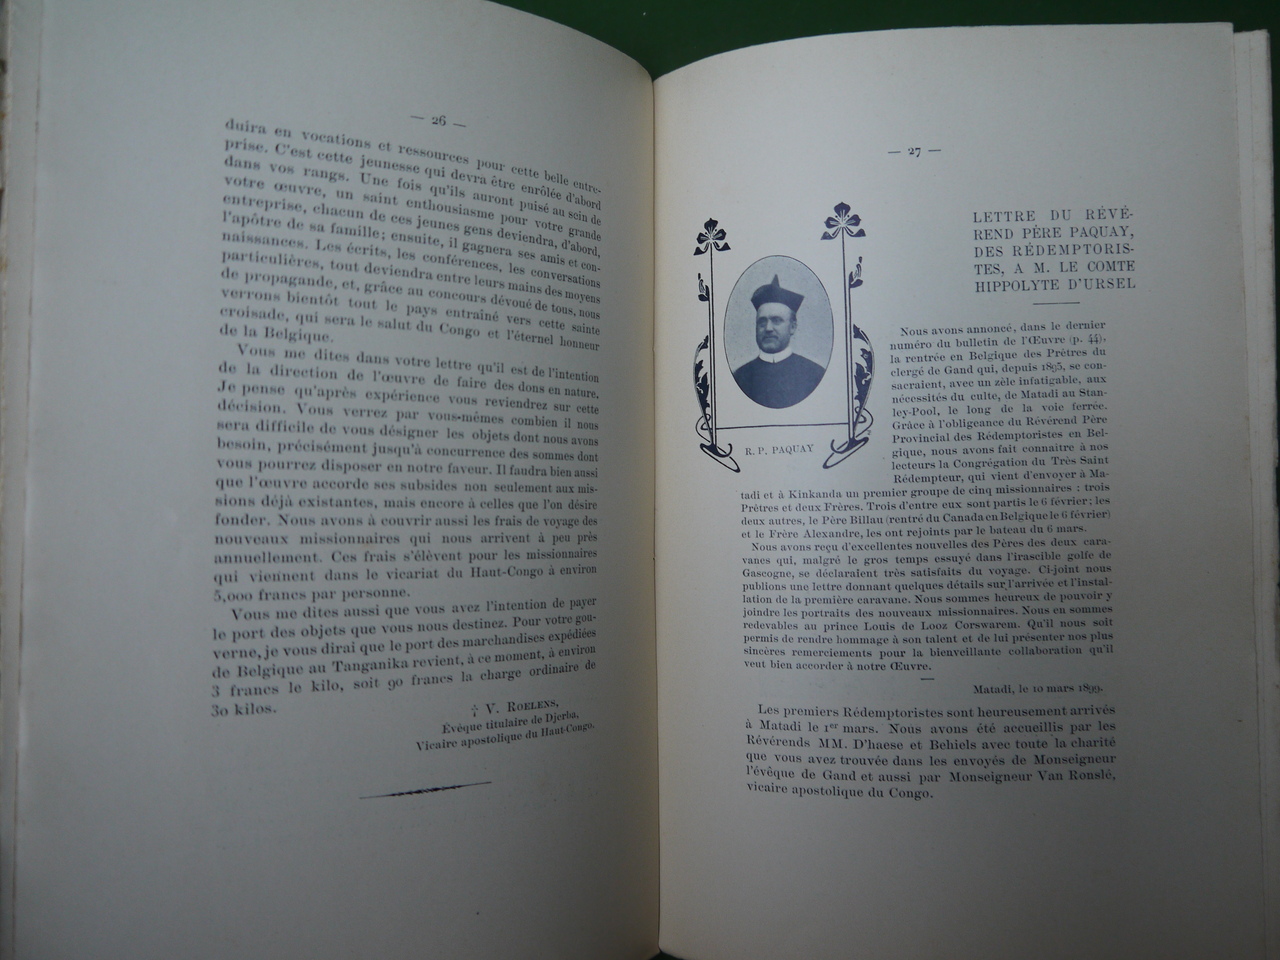 — 26 —
duira en vocations et ressources pour cette belle entre-
prise. C'est cette jeunesse qui devra être enrôlée d'abord
dans vos rangs. Une fois qu'ils auront puisé au sein de
votre œuvre, un saint enthousiasme pour votre grande
entreprise, chacun de ces jeunes gens deviendra, d'abord,
l'apôtre de sa famille; ensuite, il gagnera ses amis et con-
naissances. Les écrits, les conférences, les conversations
particulières, tout deviendra entre leurs mains des moyens
de propagande, et, grâce au concours dévoué de tous, nous
verrons bientôt tout le pays entraîné vers cette sainte
croisade, qui sera le salut du Congo et l'éternel honneur
de la Belgique.
Vous me dites dans votre lettre qu'il est de l'intention
de la direction de l'œuvre de faire des dons en nature.
Je pense qu'après expérience vous reviendrez sur cette
décision. Vous verrez par vous-mêmes combien il nous
sera difficile de vous désigner les objets dont nous avons
besoin, précisément jusqu'à concurrence des sommes dont
vous pourrez disposer en notre faveur. Il faudra bien aussi
que l'œuvre accorde ses subsides non seulement aux mis-
sions déjà existantes, mais encore à celles que l'on désire
fonder. Nous avons à couvrir aussi les frais de voyage des
nouveaux missionnaires qui nous arrivent à peu près
annuellement. Ces frais s'élèvent pour les missionnaires
qui viennent dans le vicariat du Haut-Congo à environ
5,000 francs par personne.
Vous me dites aussi que vous avez l'intention de payer
le port des objets que vous nous destinez. Pour votre gou-
verne, je vous dirai que le port des marchandises expédiées
de Belgique au Tanganika revient, à ce moment, à environ
3 francs le kilo, soit 90 francs la charge ordinaire de
30 kilos.
† V. ROELENS,
Évêque titulaire de Djerba,
Vicaire apostolique du Haut-Congo.
— 27 —
LETTRE DU RÉVÉ-
REND PÈRE PAQUAY,
DES RÉDEMPTORIS-
TES, A M. LE COMTE
HIPPOLYTE D'URSEL
R. P. PAQUAY
Nous avons annoncé, dans le dernier
numéro du bulletin de l'Œuvre (p. 44),
la rentrée en Belgique des Prêtres du
clergé de Gand qui, depuis 1895, se con-
sacraient, avec un zèle infatigable, aux
nécessités du culte, de Matadi au Stan-
ley-Pool, le long de la voie ferrée.
Grâce à l'obligeance du Révérend Père
Provincial des Rédemptoristes en Bel-
gique, nous avons fait connaître à nos
lecteurs la Congrégation du Très Saint
Rédempteur, qui vient d'envoyer à Ma-
tadi et à Kinkanda un premier groupe de cinq missionnaires : trois
Prêtres et deux Frères. Trois d'entre eux sont partis le 6 février; les
deux autres, le Père Billau (rentré du Canada en Belgique le 6 février)
et le Frère Alexandre, les ont rejoints par le bateau du 6 mars.
Nous avons reçu d'excellentes nouvelles des Pères des deux cara-
vanes qui, malgré le gros temps essuyé dans l'irascible golfe de
Gascogne, se déclaraient très satisfaits du voyage. Ci-joint nous
publions une lettre donnant quelques détails sur l'arrivée et l'instal-
lation de la première caravane. Nous sommes heureux de pouvoir y
joindre les portraits des nouveaux missionnaires. Nous en sommes
redevables au prince Louis de Looz Corswarem. Qu'il nous soit
permis de rendre hommage à son talent et de lui présenter nos plus
sincères remerciements pour la bienveillante collaboration qu'il
veut bien accorder à notre Œuvre.
Matadi, le 10 mars 1899.
Les premiers Rédemptoristes sont heureusement arrivés
à Matadi le 1er mars. Nous avons été accueillis par les
Révérends MM. D'haese et Behiels avec toute la charité
que vous avez trouvée dans les envoyés de Monseigneur
l'évêque de Gand et aussi par Monseigneur Van Ronslé,
vicaire apostolique du Congo.